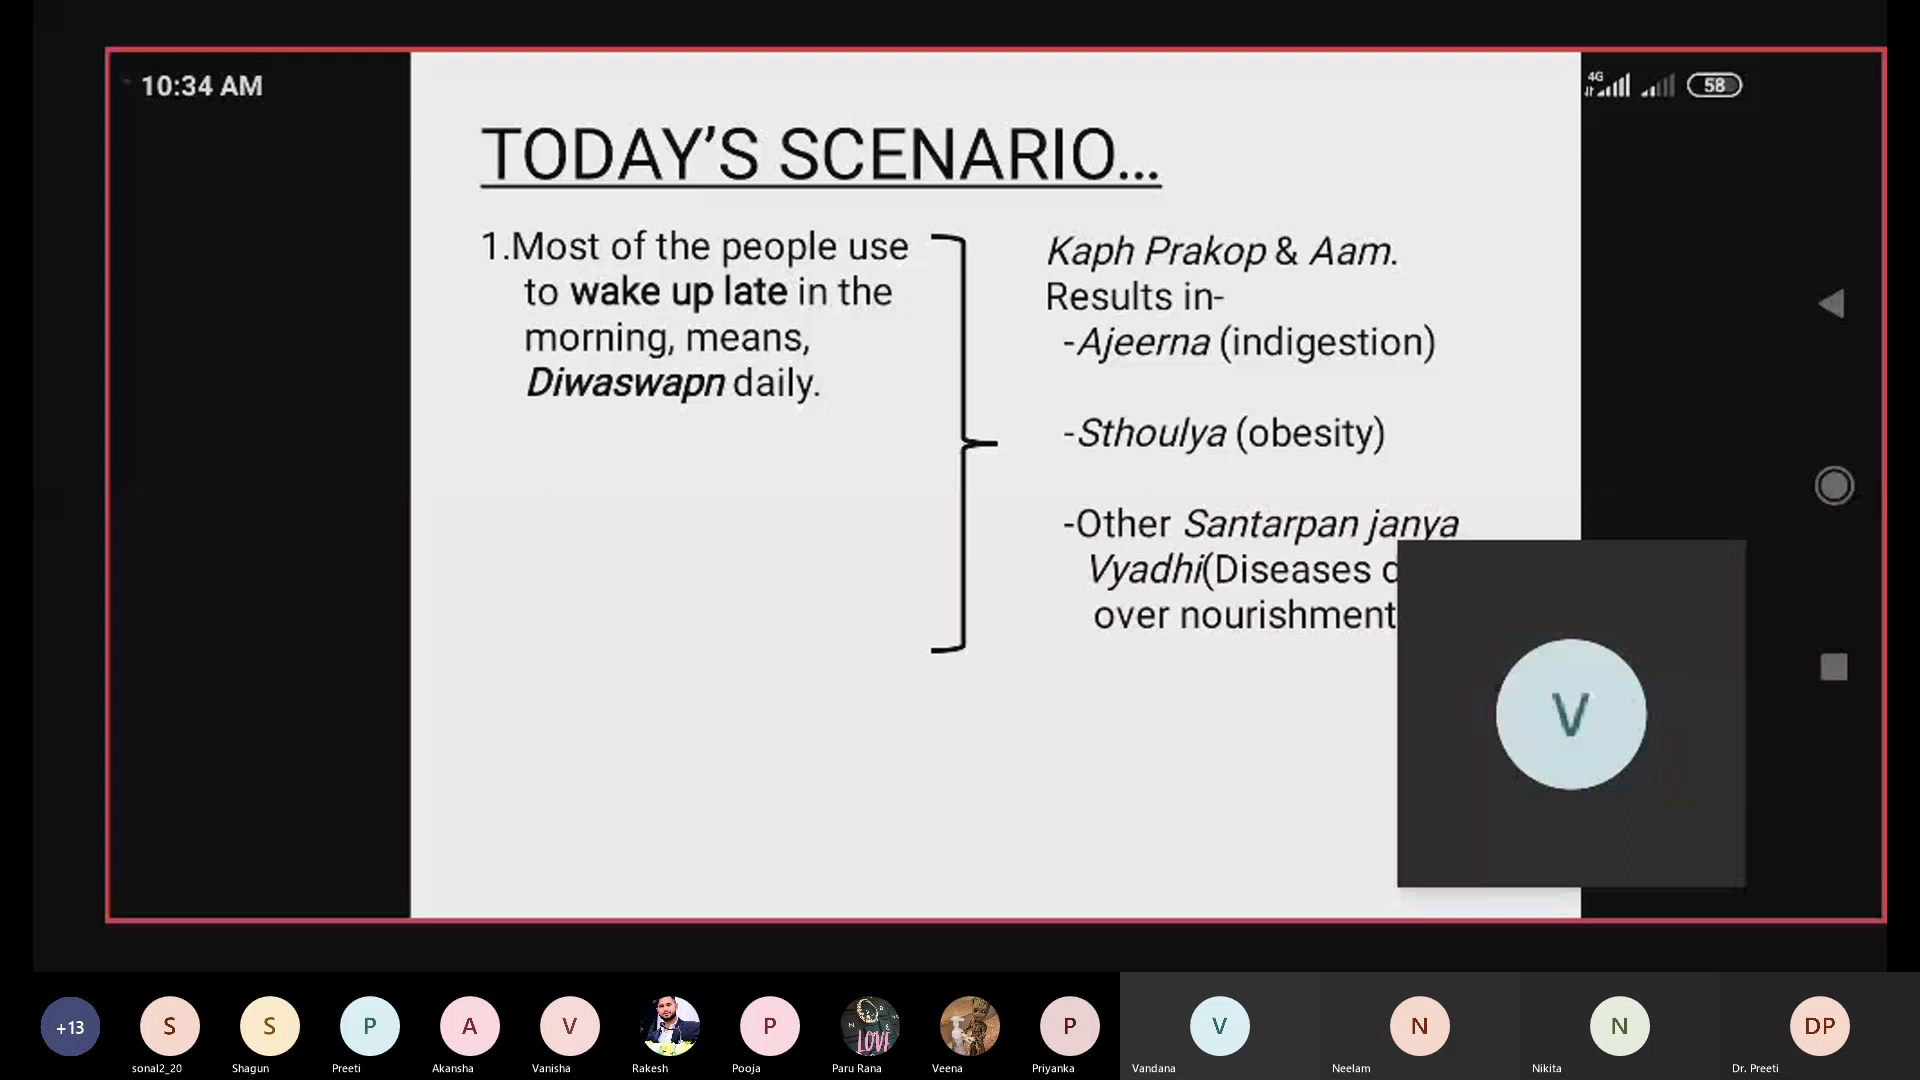 10:34 AM
4G
58
TODAY’S SCENARIO...
1.Most of the people use
to wake up late in the
morning, means,
Diwaswapn daily.
Kaph Prakop & Aam.
Results in-
-Ajeerna (indigestion)
-Sthoulya (obesity)
-Other Santarpan janya
Vyadhi(Diseases
over nourishment
V
+13
S
S
P
A
V
P
LOVE
P
V
N
N
DP
sonal2_20
Shagun
Preeti
Akansha
Vanisha
Rakesh
Pooja
Paru Rana
Veena
Priyanka
Vandana
Neelam
Nikita
Dr. Preeti